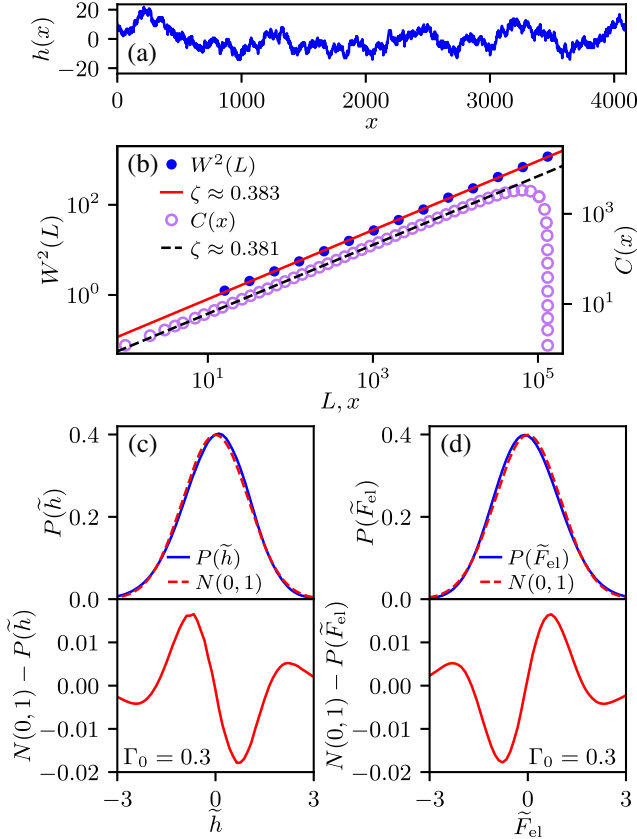 20
0
−20
h(x)
(a)
0 1000 2000 3000 4000
x
(b)
W²(L)
ζ ≈ 0.383
C(x)
ζ ≈ 0.381
10²
10⁰
W²(L)
10³
10¹
C(x)
10¹ 10³ 10⁵
L, x
(c)
0.4
0.2
0.0
P(h̃)
P(h̃)
N(0, 1)
0.01
0.00
−0.01
−0.02
N(0, 1) − P(h̃)
Γ₀ = 0.3
−3 0 3
h̃
(d)
0.4
0.2
0.0
P(F̃ₑₗ)
P(F̃ₑₗ)
N(0, 1)
0.01
0.00
−0.01
−0.02
N(0, 1) − P(F̃ₑₗ)
Γ₀ = 0.3
−3 0 3
F̃ₑₗ